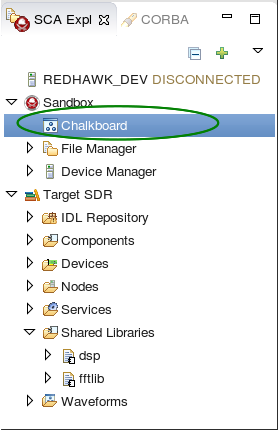 SCA Expl CORBA
REDHAWK_DEV DISCONNECTED
Sandbox
Chalkboard
File Manager
Device Manager
Target SDR
IDL Repository
Components
Devices
Nodes
Services
Shared Libraries
dsp
fftlib
Waveforms